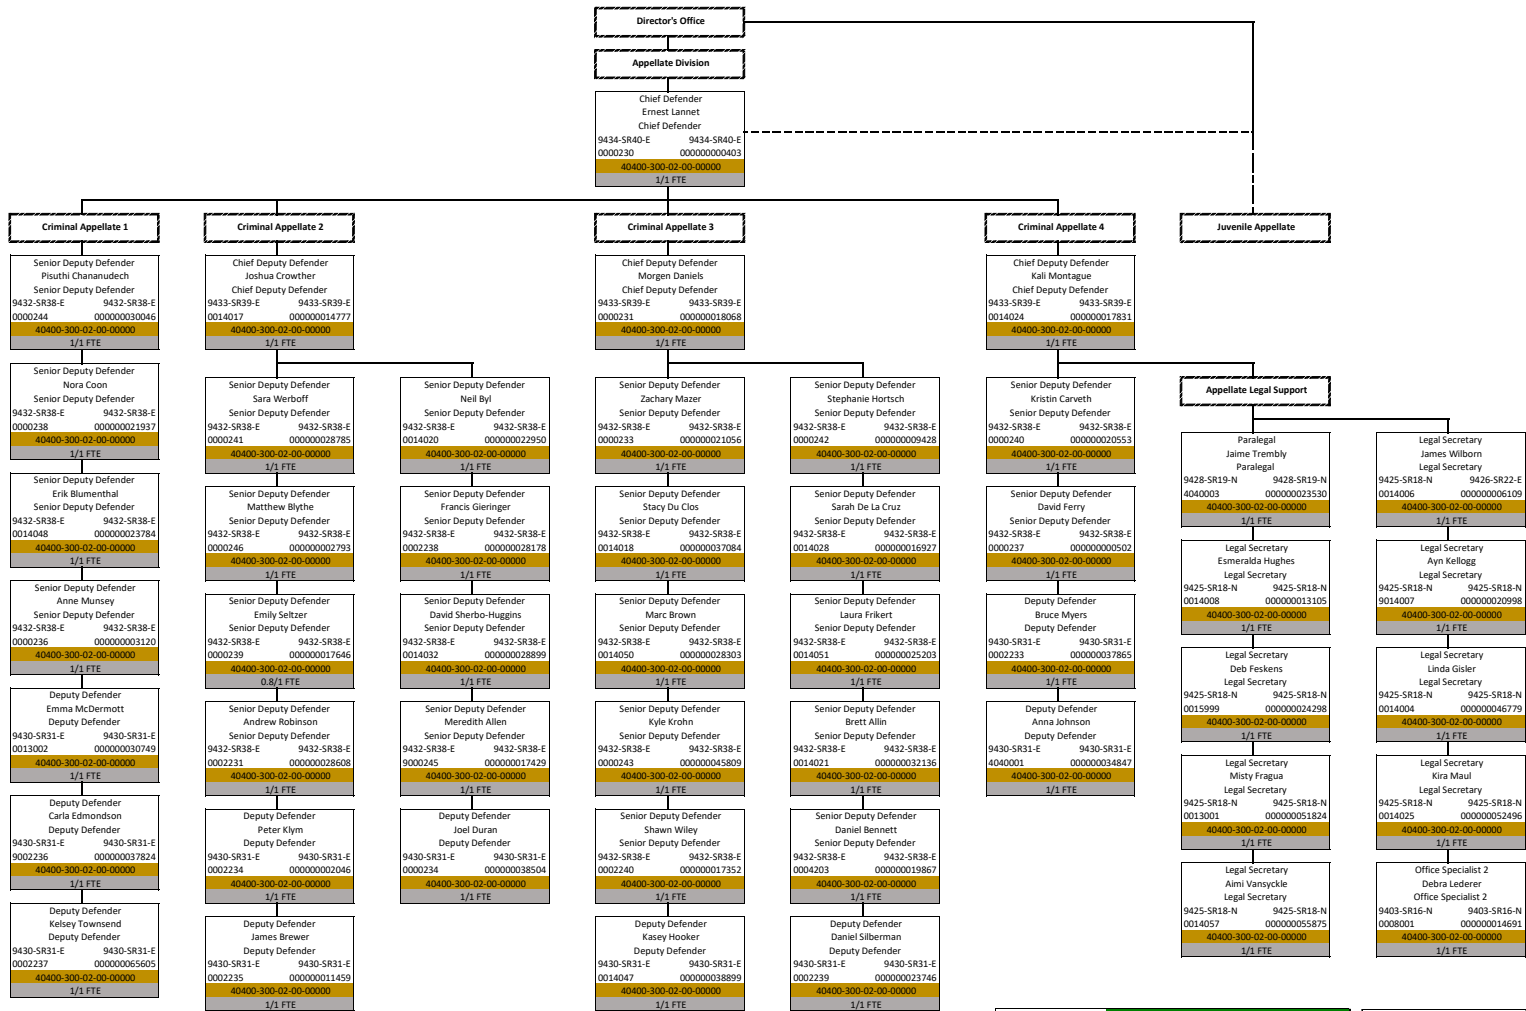 Director's Office
Appellate Division
Chief Defender
Ernest Lannet
Chief Defender
9434-SR40-E 9434-SR40-E
0000230 000000000403
40400-300-02-00-00000
1/1 FTE
Criminal Appellate 1
Senior Deputy Defender
Pisuthi Chananudech
Senior Deputy Defender
9432-SR38-E 9432-SR38-E
0000244 000000030046
40400-300-02-00-00000
1/1 FTE
Senior Deputy Defender
Nora Coon
Senior Deputy Defender
9432-SR38-E 9432-SR38-E
0000238 000000021937
40400-300-02-00-00000
1/1 FTE
Senior Deputy Defender
Erik Blumenthal
Senior Deputy Defender
9432-SR38-E 9432-SR38-E
0014048 000000023784
40400-300-02-00-00000
1/1 FTE
Senior Deputy Defender
Anne Munsey
Senior Deputy Defender
9432-SR38-E 9432-SR38-E
0000236 000000003120
40400-300-02-00-00000
1/1 FTE
Deputy Defender
Emma McDermott
Deputy Defender
9430-SR31-E 9430-SR31-E
0013002 000000030749
40400-300-02-00-00000
1/1 FTE
Deputy Defender
Carla Edmondson
Deputy Defender
9430-SR31-E 9430-SR31-E
9002236 000000037824
40400-300-02-00-00000
1/1 FTE
Deputy Defender
Kelsey Townsend
Deputy Defender
9430-SR31-E 9430-SR31-E
0002237 000000065605
40400-300-02-00-00000
1/1 FTE
Criminal Appellate 2
Chief Deputy Defender
Joshua Crowther
Chief Deputy Defender
9433-SR39-E 9433-SR39-E
0014017 000000014777
40400-300-02-00-00000
1/1 FTE
Senior Deputy Defender
Sara Werboff
Senior Deputy Defender
9432-SR38-E 9432-SR38-E
0000241 000000028785
40400-300-02-00-00000
1/1 FTE
Senior Deputy Defender
Matthew Blythe
Senior Deputy Defender
9432-SR38-E 9432-SR38-E
0000246 000000002793
40400-300-02-00-00000
1/1 FTE
Senior Deputy Defender
Emily Seltzer
Senior Deputy Defender
9432-SR38-E 9432-SR38-E
0000239 000000017646
40400-300-02-00-00000
0.8/1 FTE
Senior Deputy Defender
Andrew Robinson
Senior Deputy Defender
9432-SR38-E 9432-SR38-E
0002231 000000028608
40400-300-02-00-00000
1/1 FTE
Deputy Defender
Peter Klym
Deputy Defender
9430-SR31-E 9430-SR31-E
0002234 000000002046
40400-300-02-00-00000
1/1 FTE
Deputy Defender
James Brewer
Deputy Defender
9430-SR31-E 9430-SR31-E
0002235 000000011459
40400-300-02-00-00000
1/1 FTE
Senior Deputy Defender
Neil Byl
Senior Deputy Defender
9432-SR38-E 9432-SR38-E
0014020 000000022950
40400-300-02-00-00000
1/1 FTE
Senior Deputy Defender
Francis Gieringer
Senior Deputy Defender
9432-SR38-E 9432-SR38-E
0002238 000000028178
40400-300-02-00-00000
1/1 FTE
Senior Deputy Defender
David Sherbo-Huggins
Senior Deputy Defender
9432-SR38-E 9432-SR38-E
0014032 000000028899
40400-300-02-00-00000
1/1 FTE
Senior Deputy Defender
Meredith Allen
Senior Deputy Defender
9432-SR38-E 9432-SR38-E
9000245 000000017429
40400-300-02-00-00000
1/1 FTE
Deputy Defender
Joel Duran
Deputy Defender
9430-SR31-E 9430-SR31-E
0000234 000000038504
40400-300-02-00-00000
1/1 FTE
Criminal Appellate 3
Chief Deputy Defender
Morgen Daniels
Chief Deputy Defender
9433-SR39-E 9433-SR39-E
0000231 000000018068
40400-300-02-00-00000
1/1 FTE
Senior Deputy Defender
Zachary Mazer
Senior Deputy Defender
9432-SR38-E 9432-SR38-E
0000233 000000021056
40400-300-02-00-00000
1/1 FTE
Senior Deputy Defender
Stacy Du Clos
Senior Deputy Defender
9432-SR38-E 9432-SR38-E
0014018 000000037084
40400-300-02-00-00000
1/1 FTE
Senior Deputy Defender
Marc Brown
Senior Deputy Defender
9432-SR38-E 9432-SR38-E
0014050 000000028303
40400-300-02-00-00000
1/1 FTE
Senior Deputy Defender
Kyle Krohn
Senior Deputy Defender
9432-SR38-E 9432-SR38-E
0000243 000000045809
40400-300-02-00-00000
1/1 FTE
Senior Deputy Defender
Shawn Wiley
Senior Deputy Defender
9432-SR38-E 9432-SR38-E
0002240 000000017352
40400-300-02-00-00000
1/1 FTE
Deputy Defender
Kasey Hooker
Deputy Defender
9430-SR31-E 9430-SR31-E
0014047 000000038899
40400-300-02-00-00000
1/1 FTE
Senior Deputy Defender
Stephanie Hortsch
Senior Deputy Defender
9432-SR38-E 9432-SR38-E
0000242 000000009428
40400-300-02-00-00000
1/1 FTE
Senior Deputy Defender
Sarah De La Cruz
Senior Deputy Defender
9432-SR38-E 9432-SR38-E
0014028 000000016927
40400-300-02-00-00000
1/1 FTE
Senior Deputy Defender
Laura Frikert
Senior Deputy Defender
9432-SR38-E 9432-SR38-E
0014051 000000025203
40400-300-02-00-00000
1/1 FTE
Senior Deputy Defender
Brett Allin
Senior Deputy Defender
9432-SR38-E 9432-SR38-E
0014021 000000032136
40400-300-02-00-00000
1/1 FTE
Senior Deputy Defender
Daniel Bennett
Senior Deputy Defender
9432-SR38-E 9432-SR38-E
0004203 000000019867
40400-300-02-00-00000
1/1 FTE
Deputy Defender
Daniel Silberman
Deputy Defender
9430-SR31-E 9430-SR31-E
0002239 000000023746
40400-300-02-00-00000
1/1 FTE
Criminal Appellate 4
Chief Deputy Defender
Kali Montague
Chief Deputy Defender
9433-SR39-E 9433-SR39-E
0014024 000000017831
40400-300-02-00-00000
1/1 FTE
Senior Deputy Defender
Kristin Carveth
Senior Deputy Defender
9432-SR38-E 9432-SR38-E
0000240 000000020553
40400-300-02-00-00000
1/1 FTE
Senior Deputy Defender
David Ferry
Senior Deputy Defender
9432-SR38-E 9432-SR38-E
0000237 000000000502
40400-300-02-00-00000
1/1 FTE
Deputy Defender
Bruce Myers
Deputy Defender
9430-SR31-E 9430-SR31-E
0002233 000000037865
40400-300-02-00-00000
1/1 FTE
Deputy Defender
Anna Johnson
Deputy Defender
9430-SR31-E 9430-SR31-E
4040001 000000034847
40400-300-02-00-00000
1/1 FTE
Juvenile Appellate
Appellate Legal Support
Paralegal
Jaime Trembly
Paralegal
9428-SR19-N 9428-SR19-N
4040003 000000023530
40400-300-02-00-00000
1/1 FTE
Legal Secretary
Esmeralda Hughes
Legal Secretary
9425-SR18-N 9425-SR18-N
0014008 000000013105
40400-300-02-00-00000
1/1 FTE
Legal Secretary
Deb Feskens
Legal Secretary
9425-SR18-N 9425-SR18-N
0015999 000000024298
40400-300-02-00-00000
1/1 FTE
Legal Secretary
Misty Fragua
Legal Secretary
9425-SR18-N 9425-SR18-N
0013001 000000051824
40400-300-02-00-00000
1/1 FTE
Legal Secretary
Aimi Vansyckle
Legal Secretary
9425-SR18-N 9425-SR18-N
0014057 000000055875
40400-300-02-00-00000
1/1 FTE
Legal Secretary
James Wilborn
Legal Secretary
9425-SR18-N 9426-SR22-E
0014006 000000006109
40400-300-02-00-00000
1/1 FTE
Legal Secretary
Ayn Kellogg
Legal Secretary
9425-SR18-N 9425-SR18-N
9014007 000000020998
40400-300-02-00-00000
1/1 FTE
Legal Secretary
Linda Gisler
Legal Secretary
9425-SR18-N 9425-SR18-N
0014004 000000046779
40400-300-02-00-00000
1/1 FTE
Legal Secretary
Kira Maul
Legal Secretary
9425-SR18-N 9425-SR18-N
0014025 000000052496
40400-300-02-00-00000
1/1 FTE
Office Specialist 2
Debra Lederer
Office Specialist 2
9403-SR16-N 9403-SR16-N
0008001 000000014691
40400-300-02-00-00000
1/1 FTE